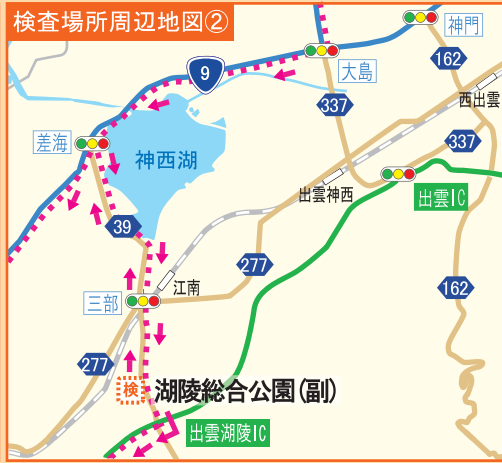 検査場所周辺地図②
神門
9
大島
162
西出雲
337
差海
神西湖
337
出雲神西
出雲IC
39
277
江南
162
三部
277
検
湖陵総合公園(副)
出雲湖陵IC